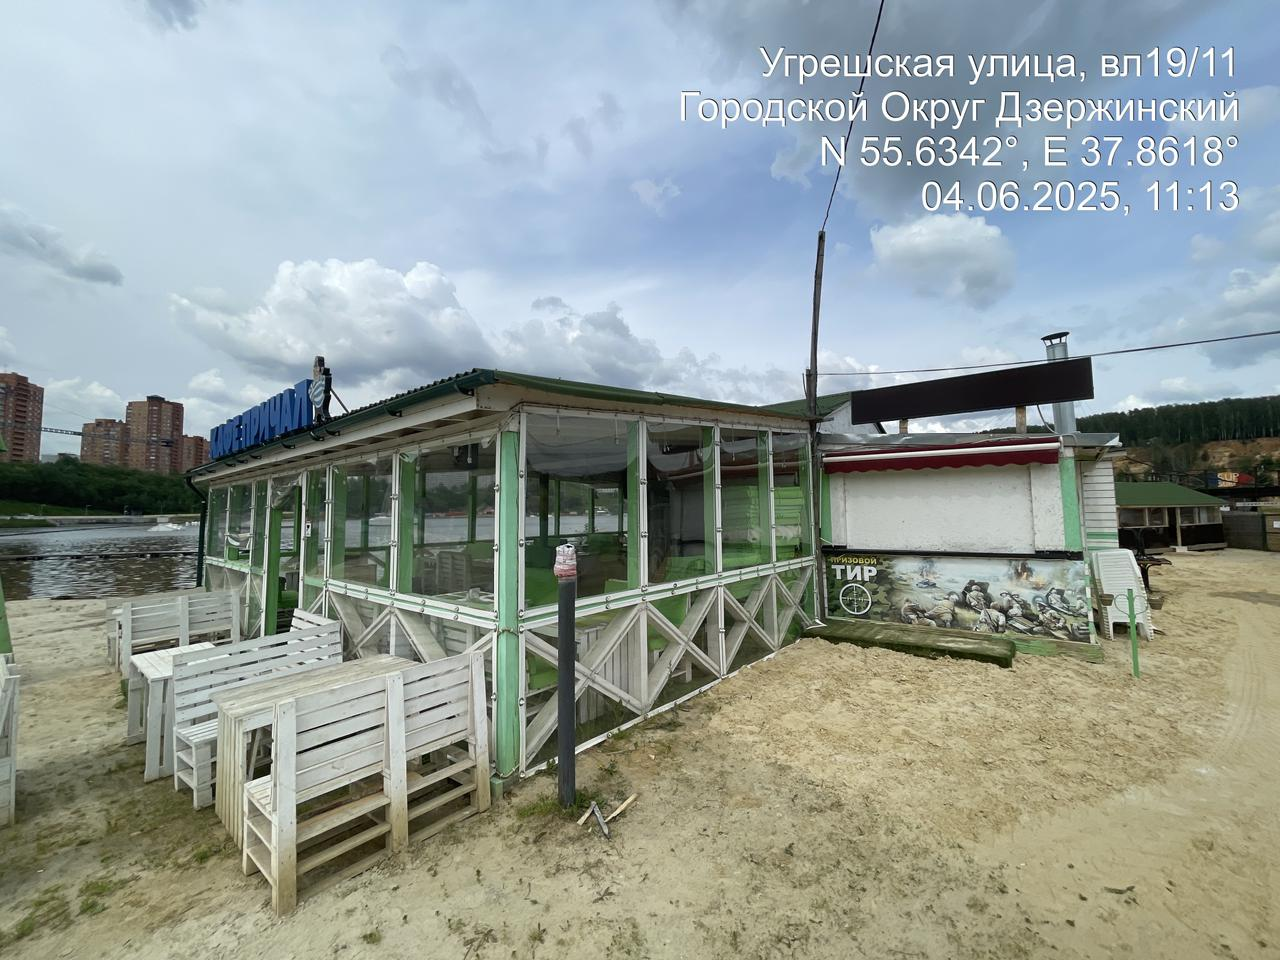 Угрешская улица, вл19/11
Городской Округ Дзержинский
N 55.6342°, E 37.8618°
04.06.2025, 11:13
КАФЕ ПРИЧАЛ
ПРИЗОВОЙ
ТИР
SUP